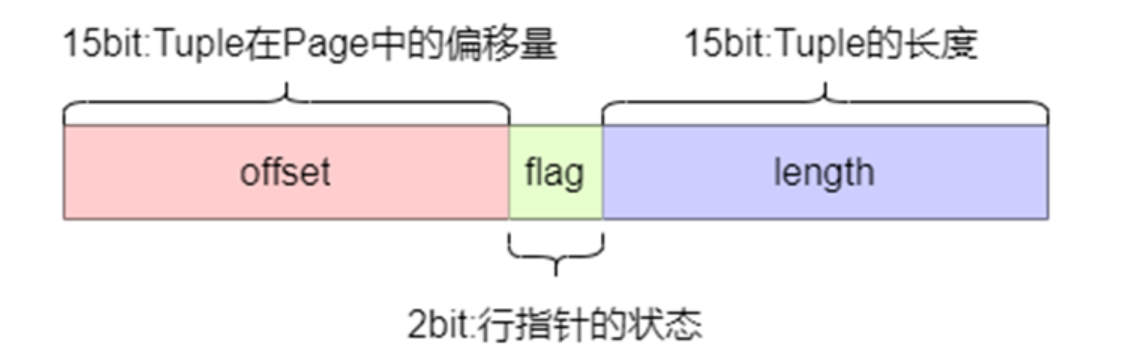 15bit:Tuple在Page中的偏移量
15bit:Tuple的长度
offset
flag
length
2bit:行指针的状态